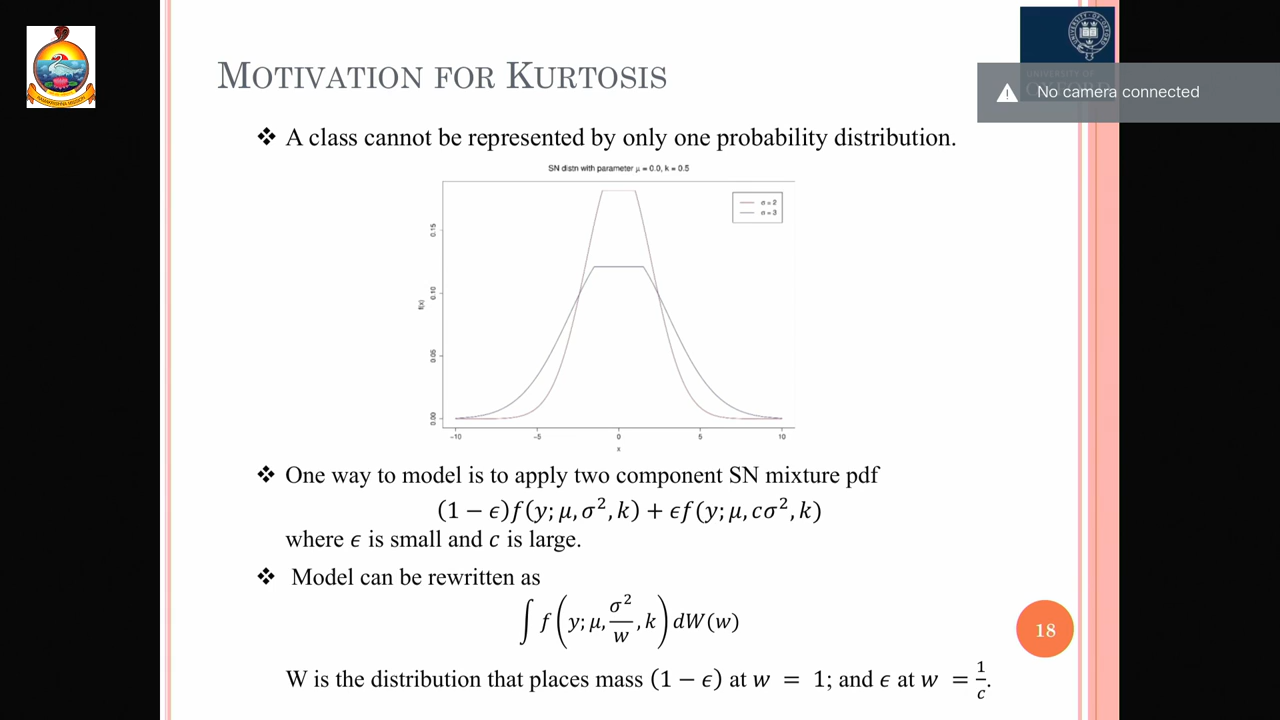 MOTIVATION FOR KURTOSIS
UNIVERSITY OF OXFORD
No camera connected
❖ A class cannot be represented by only one probability distribution.
SN distn with parameter μ = 0.0, k = 0.5
σ = 2
σ = 3
f(x)
0.15
0.10
0.05
0.00
-10 -5 0 5 10
x
❖ One way to model is to apply two component SN mixture pdf
(1 − ϵ)f(y; μ, σ², k) + ϵf(y; μ, cσ², k)
where ϵ is small and c is large.
❖ Model can be rewritten as
∫ f(y; μ, σ²/w, k) dW(w)
18
W is the distribution that places mass (1 − ϵ) at w = 1; and ϵ at w = 1/c.